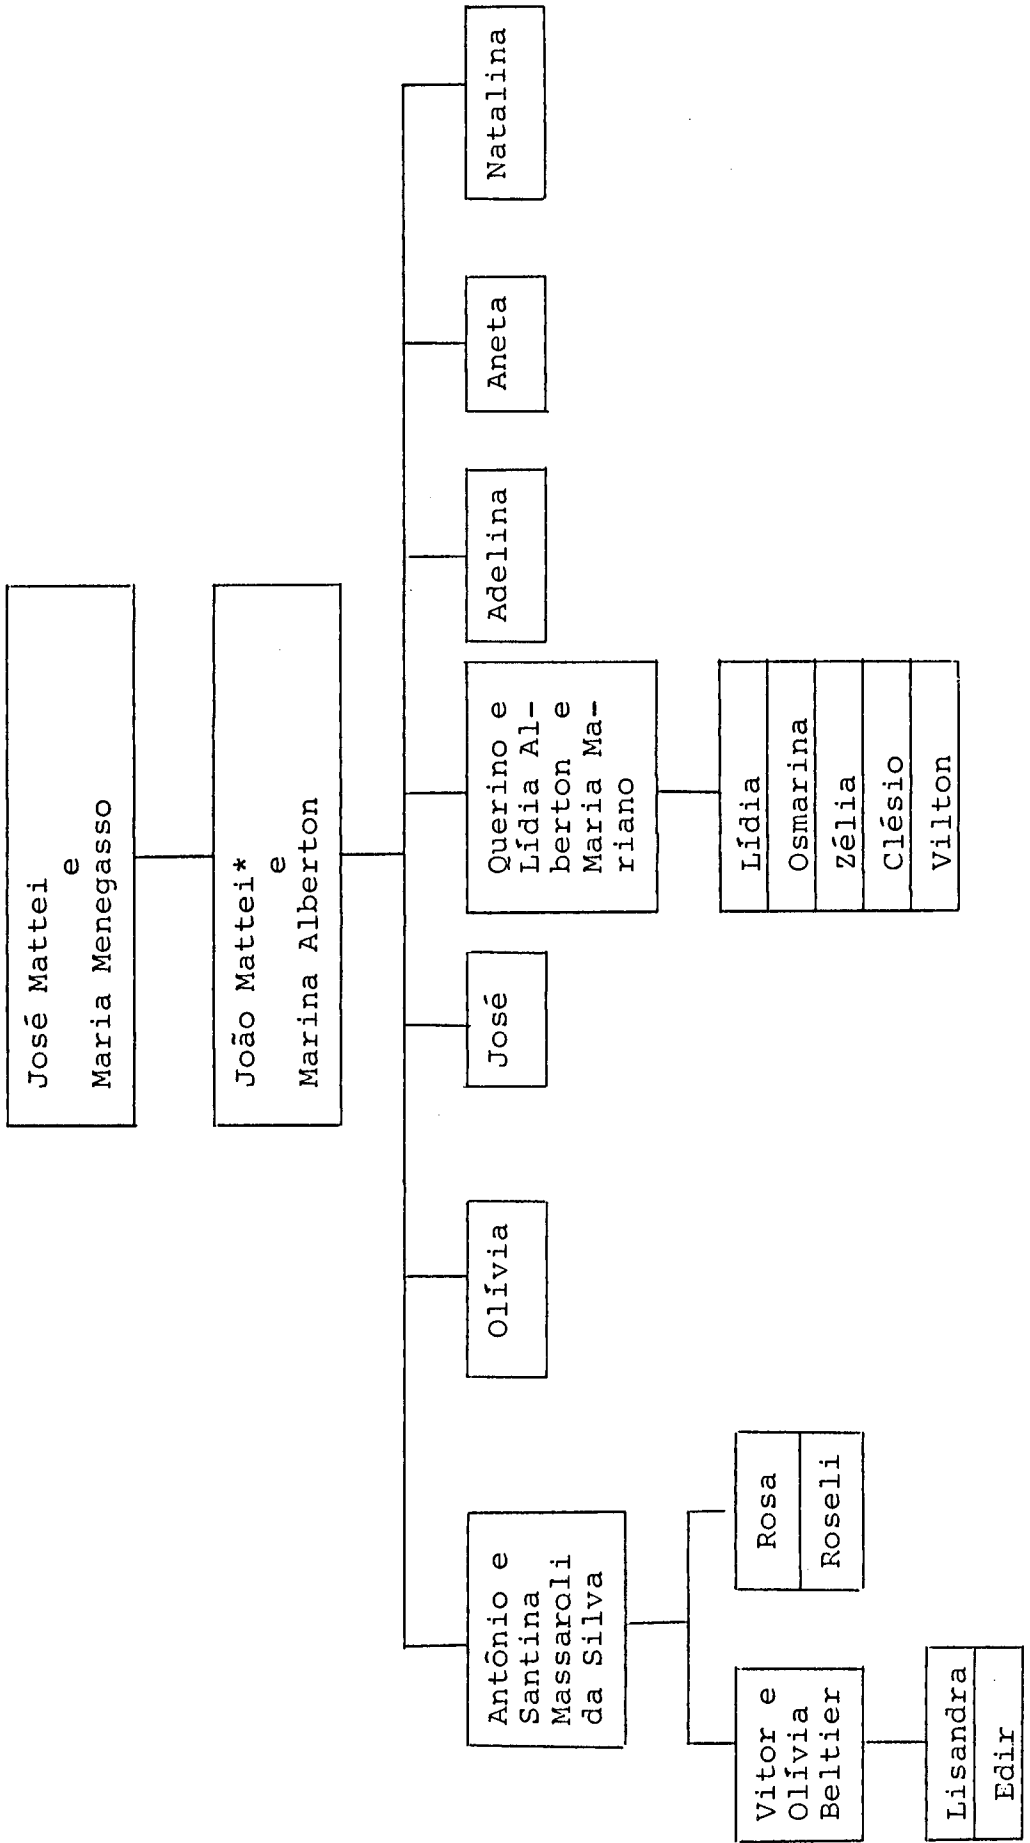 José Mattei
e
Maria Menegasso
João Mattei*
e
Marina Alberton
Antônio e
Santina
Massaroli
da Silva
Olívia
José
Querino e
Lídia Al-
berton e
Maria Ma-
riano
Adelina
Aneta
Natalina
Vitor e
Olívia
Beltier
Rosa
Roseli
Lídia
Osmarina
Zélia
Clésio
Vilton
Lisandra
Edir